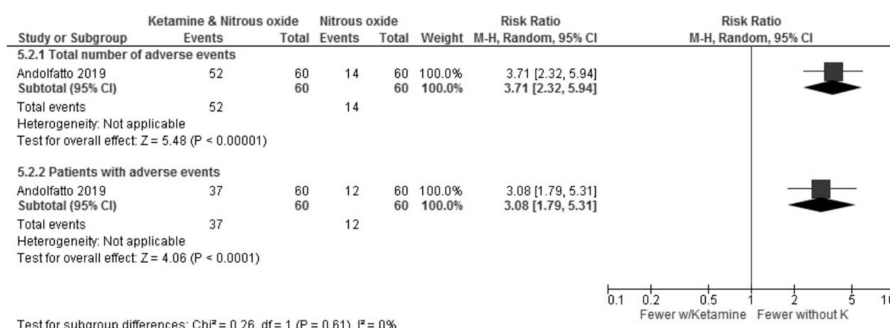 Ketamine & Nitrous oxide Nitrous oxide Risk Ratio Risk Ratio
Study or Subgroup Events Total Events Total Weight M-H, Random, 95% CI M-H, Random, 95% CI
5.2.1 Total number of adverse events
Andolfatto 2019 52 60 14 60 100.0% 3.71 [2.32, 5.94]
Subtotal (95% CI) 60 60 100.0% 3.71 [2.32, 5.94]
Total events 52 14
Heterogeneity: Not applicable
Test for overall effect: Z = 5.48 (P < 0.00001)
5.2.2 Patients with adverse events
Andolfatto 2019 37 60 12 60 100.0% 3.08 [1.79, 5.31]
Subtotal (95% CI) 60 60 100.0% 3.08 [1.79, 5.31]
Total events 37 12
Heterogeneity: Not applicable
Test for overall effect: Z = 4.06 (P < 0.0001)
0.1 0.2 0.5 1 2 5 10
Fewer w/Ketamine Fewer without K
Test for subgroup differences: Chi² = 0.26, df = 1 (P = 0.61), I² = 0%